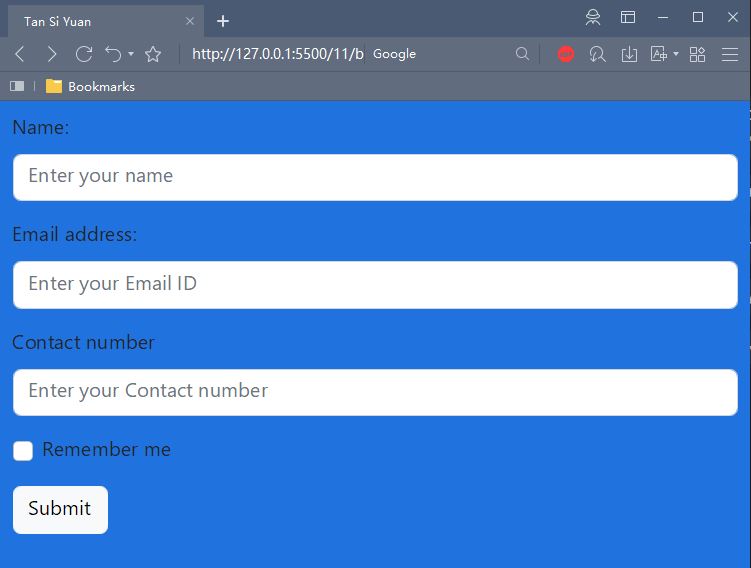 Tan Si Yuan
http://127.0.0.1:5500/11/b Google
Bookmarks
Name:
Enter your name
Email address:
Enter your Email ID
Contact number
Enter your Contact number
Remember me
Submit